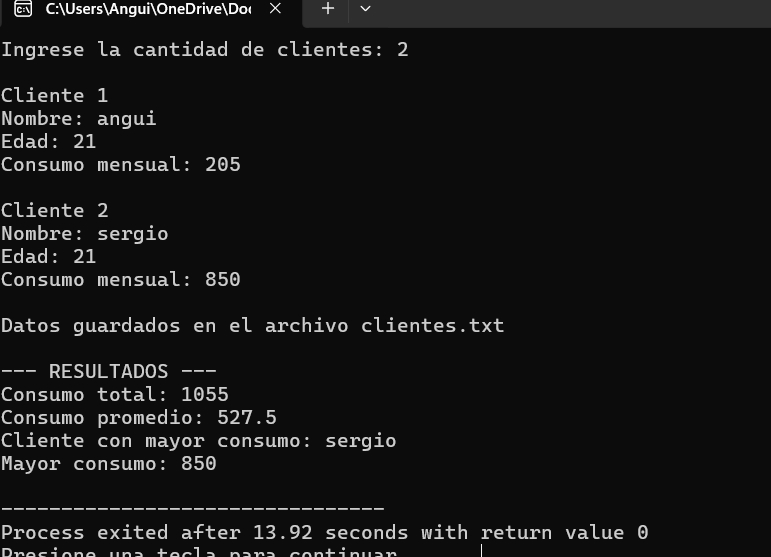 C:\Users\Angui\OneDrive\Doc
Ingrese la cantidad de clientes: 2
Cliente 1
Nombre: angui
Edad: 21
Consumo mensual: 205
Cliente 2
Nombre: sergio
Edad: 21
Consumo mensual: 850
Datos guardados en el archivo clientes.txt
--- RESULTADOS ---
Consumo total: 1055
Consumo promedio: 527.5
Cliente con mayor consumo: sergio
Mayor consumo: 850
--------------------------------
Process exited after 13.92 seconds with return value 0
Presione una tecla para continuar